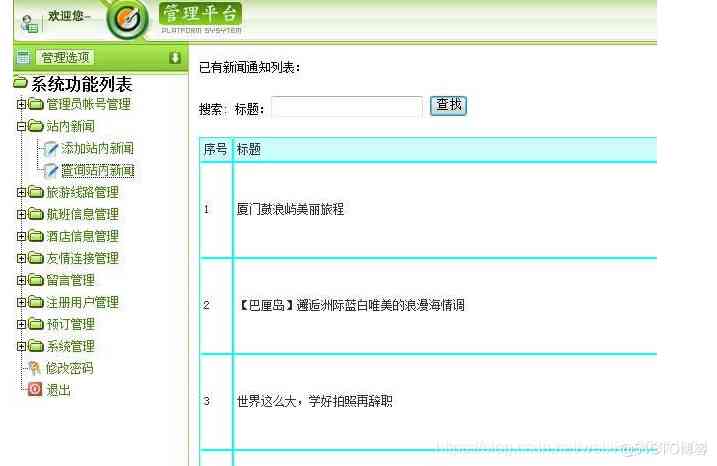 欢迎您--
管理平台
PLATFORM SYSYTEM
管理选项
系统功能列表
管理员帐号管理
站内新闻
添加站内新闻
查询站内新闻
旅游线路管理
航班信息管理
酒店信息管理
友情连接管理
留言管理
注册用户管理
预订管理
系统管理
修改密码
退出
已有新闻通知列表：
搜索: 标题： 查找
序号 标题
1 厦门鼓浪屿美丽旅程
2 【巴厘岛】邂逅洲际蓝白唯美的浪漫海情调
3 世界这么大，学好拍照再辞职
@51CTO博客